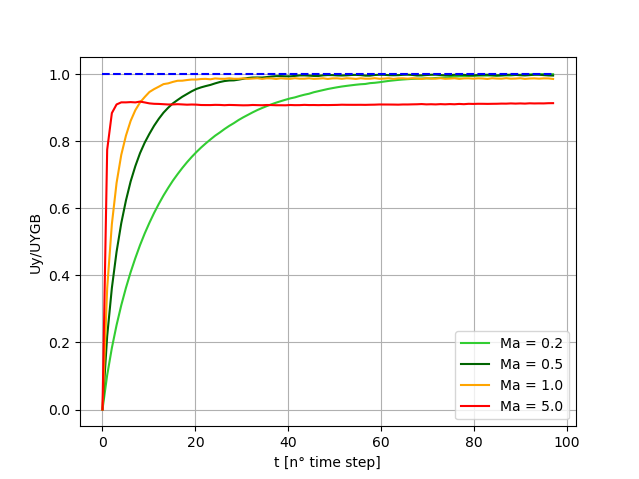 1.0
0.8
0.6
0.4
0.2
0.0
Uy/UYGB
0 20 40 60 80 100
t [n° time step]
Ma = 0.2
Ma = 0.5
Ma = 1.0
Ma = 5.0